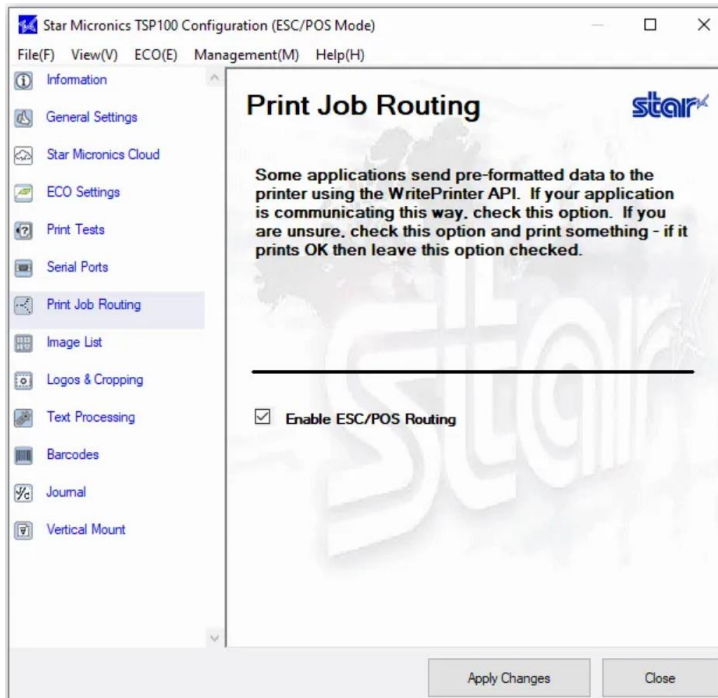 Star Micronics TSP100 Configuration (ESC/POS Mode)
File(F) View(V) ECO(E) Management(M) Help(H)
Information
General Settings
Star Micronics Cloud
ECO Settings
Print Tests
Serial Ports
Print Job Routing
Image List
Logos & Cropping
Text Processing
Barcodes
Journal
Vertical Mount
Print Job Routing
star
Some applications send pre-formatted data to the
printer using the WritePrinter API. If your application
is communicating this way, check this option. If you
are unsure, check this option and print something - if it
prints OK then leave this option checked.
star
Enable ESC/POS Routing
Apply Changes
Close